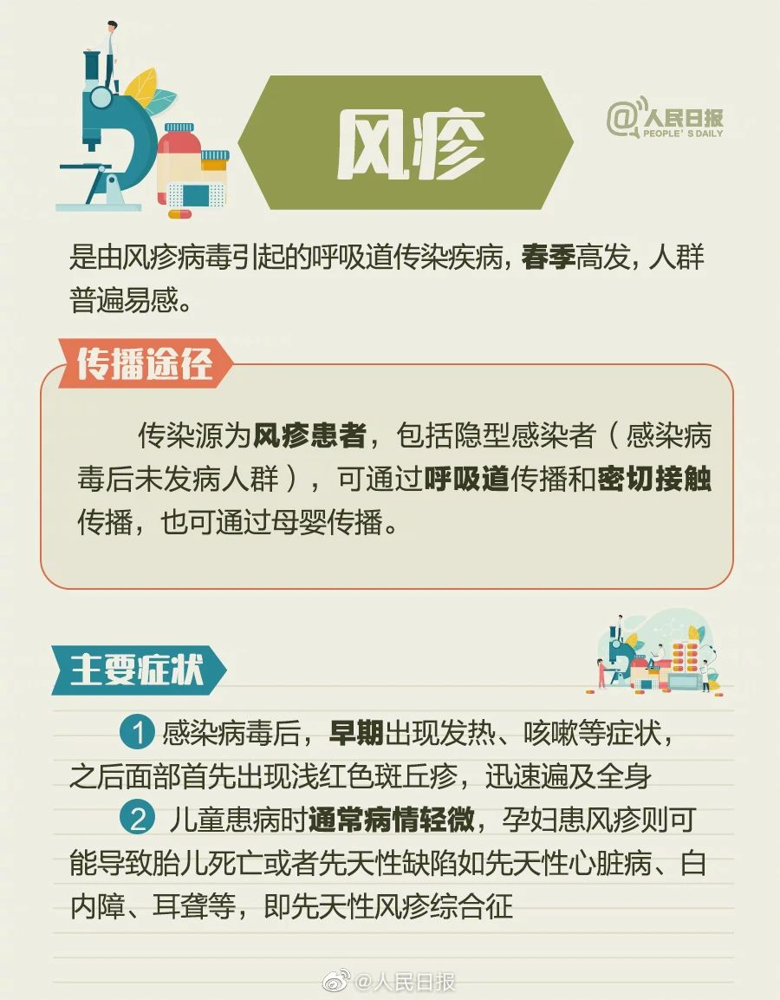 风疹
@人民日报
PEOPLE'S DAILY
是由风疹病毒引起的呼吸道传染疾病,春季高发,人群
普遍易感。
传播途径
传染源为风疹患者，包括隐型感染者（感染病
毒后未发病人群），可通过呼吸道传播和密切接触
传播，也可通过母婴传播。
主要症状
1 感染病毒后，早期出现发热、咳嗽等症状，
之后面部首先出现浅红色斑丘疹，迅速遍及全身
2 儿童患病时通常病情轻微，孕妇患风疹则可
能导致胎儿死亡或者先天性缺陷如先天性心脏病、白
内障、耳聋等，即先天性风疹综合征
@人民日报